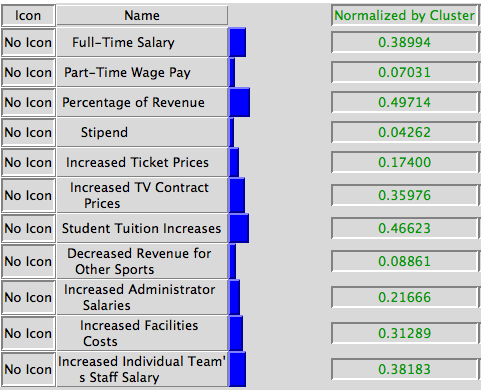 Icon Name Normalized by Cluster
No Icon Full-Time Salary 0.38994
No Icon Part-Time Wage Pay 0.07031
No Icon Percentage of Revenue 0.49714
No Icon Stipend 0.04262
No Icon Increased Ticket Prices 0.17400
No Icon Increased TV Contract Prices 0.35976
No Icon Student Tuition Increases 0.46623
No Icon Decreased Revenue for Other Sports 0.08861
No Icon Increased Administrator Salaries 0.21666
No Icon Increased Facilities Costs 0.31289
No Icon Increased Individual Team's Staff Salary 0.38183